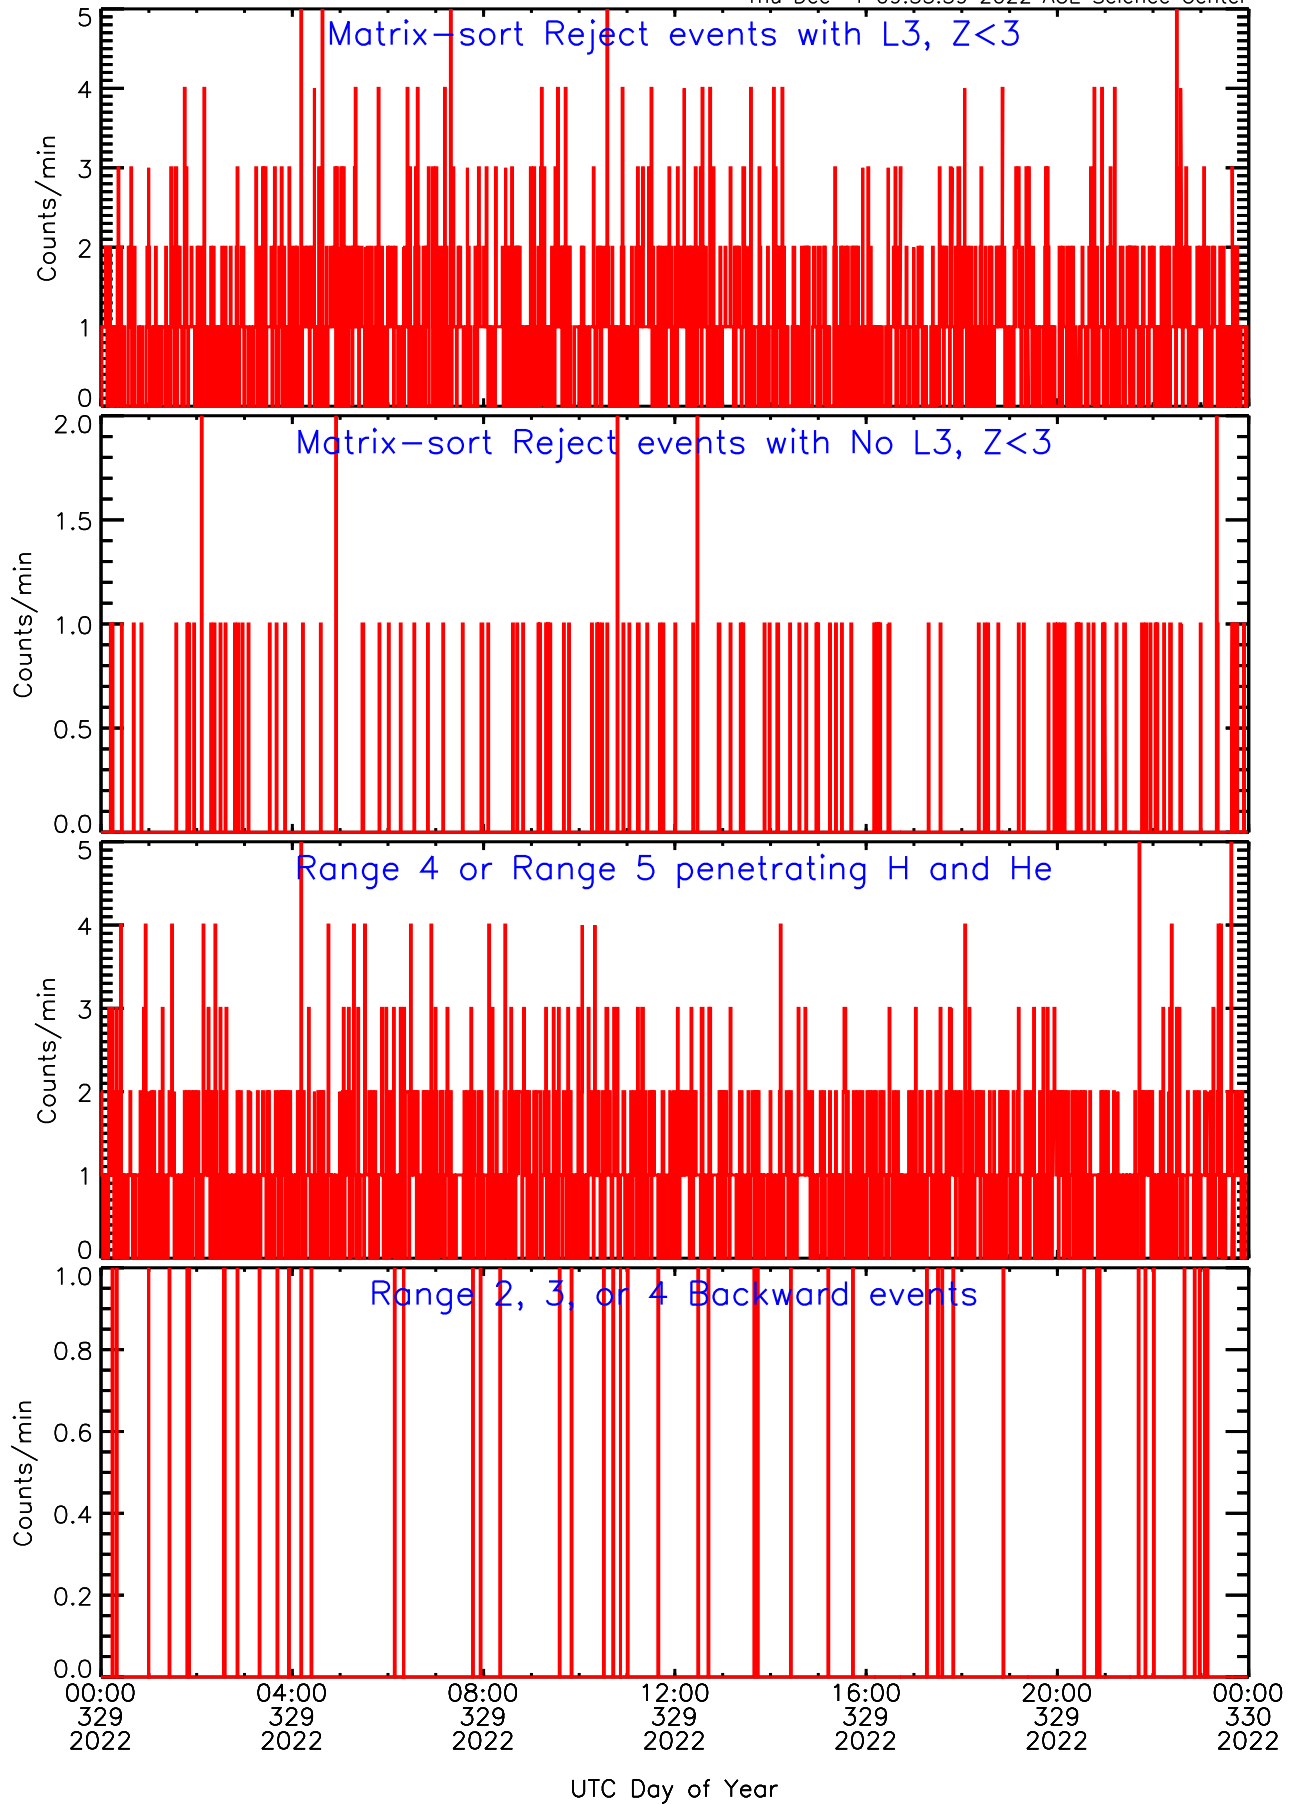 2022 ACE Science Center
Matrix-sort Reject events with L3, Z<3
5
4
3
2
1
0
Counts/min
Matrix-sort Reject events with No L3, Z<3
2.0
1.5
1.0
0.5
0.0
Counts/min
Range 4 or Range 5 penetrating H and He
5
4
3
2
1
0
Counts/min
Range 2, 3, or 4 Backward events
1.0
0.8
0.6
0.4
0.2
0.0
Counts/min
00:00 04:00 08:00 12:00 16:00 20:00 00:00
329 329 329 329 329 329 330
2022 2022 2022 2022 2022 2022 2022
UTC Day of Year